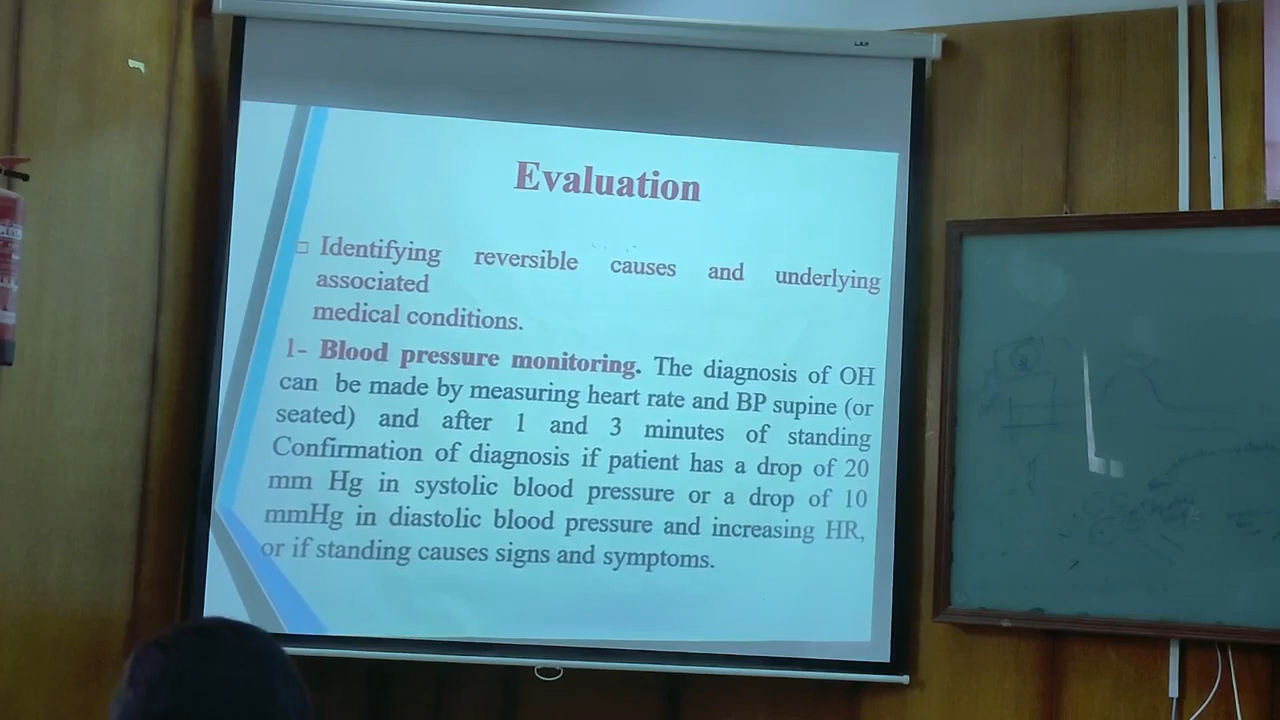 Evaluation
□ Identifying reversible causes and underlying
associated
medical conditions.
1- Blood pressure monitoring. The diagnosis of OH
can be made by measuring heart rate and BP supine (or
seated) and after 1 and 3 minutes of standing
Confirmation of diagnosis if patient has a drop of 20
mm Hg in systolic blood pressure or a drop of 10
mmHg in diastolic blood pressure and increasing HR,
or if standing causes signs and symptoms.